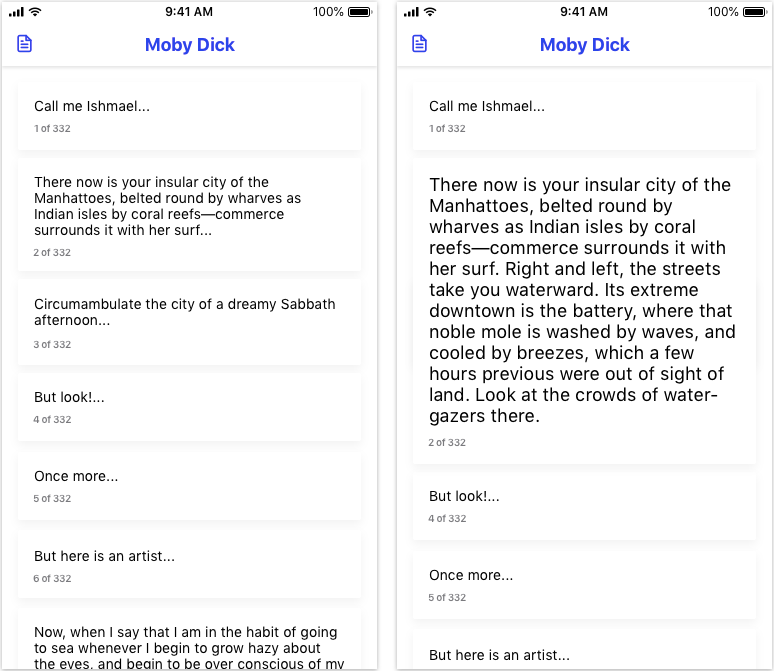 9:41 AM
100%
Moby Dick
Call me Ishmael...
1 of 332
There now is your insular city of the
Manhattoes, belted round by wharves as
Indian isles by coral reefs—commerce
surrounds it with her surf...
2 of 332
Circumambulate the city of a dreamy Sabbath
afternoon...
3 of 332
But look!...
4 of 332
Once more...
5 of 332
But here is an artist...
6 of 332
Now, when I say that I am in the habit of going
to sea whenever I begin to grow hazy about
the eyes, and begin to be over conscious of my
9:41 AM
100%
Moby Dick
Call me Ishmael...
1 of 332
There now is your insular city of the
Manhattoes, belted round by
wharves as Indian isles by coral
reefs—commerce surrounds it with
her surf. Right and left, the streets
take you waterward. Its extreme
downtown is the battery, where that
noble mole is washed by waves, and
cooled by breezes, which a few
hours previous were out of sight of
land. Look at the crowds of water-
gazers there.
2 of 332
But look!...
4 of 332
Once more...
5 of 332
But here is an artist...